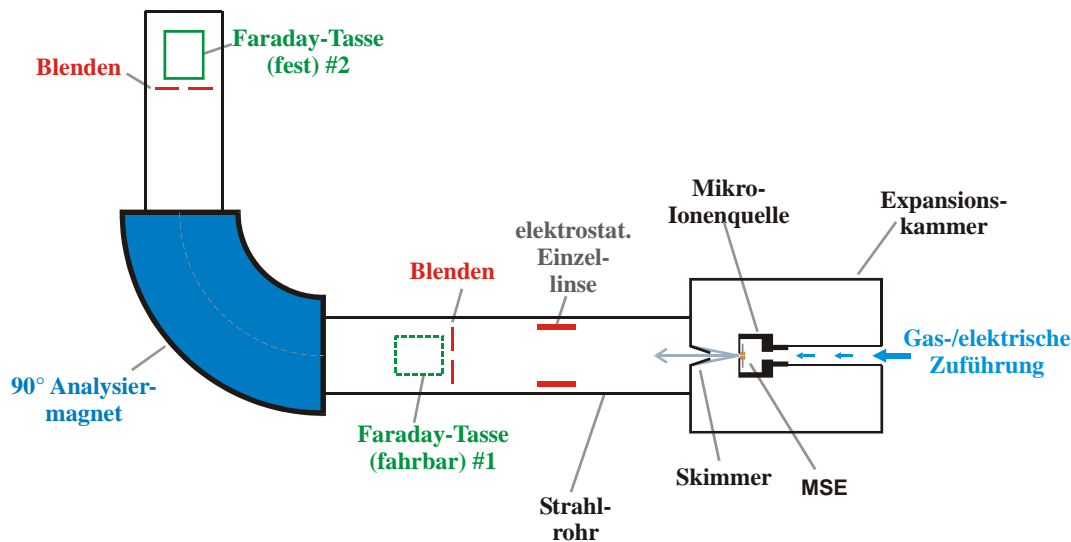 Faraday-Tasse
(fest) #2
Blenden
Mikro-
Ionenquelle
Expansions-
kammer
elektrostat.
Einzel-
linse
Blenden
Gas-/elektrische
Zuführung
90° Analysier-
magnet
Faraday-Tasse
(fahrbar) #1
Skimmer
MSE
Strahl-
rohr